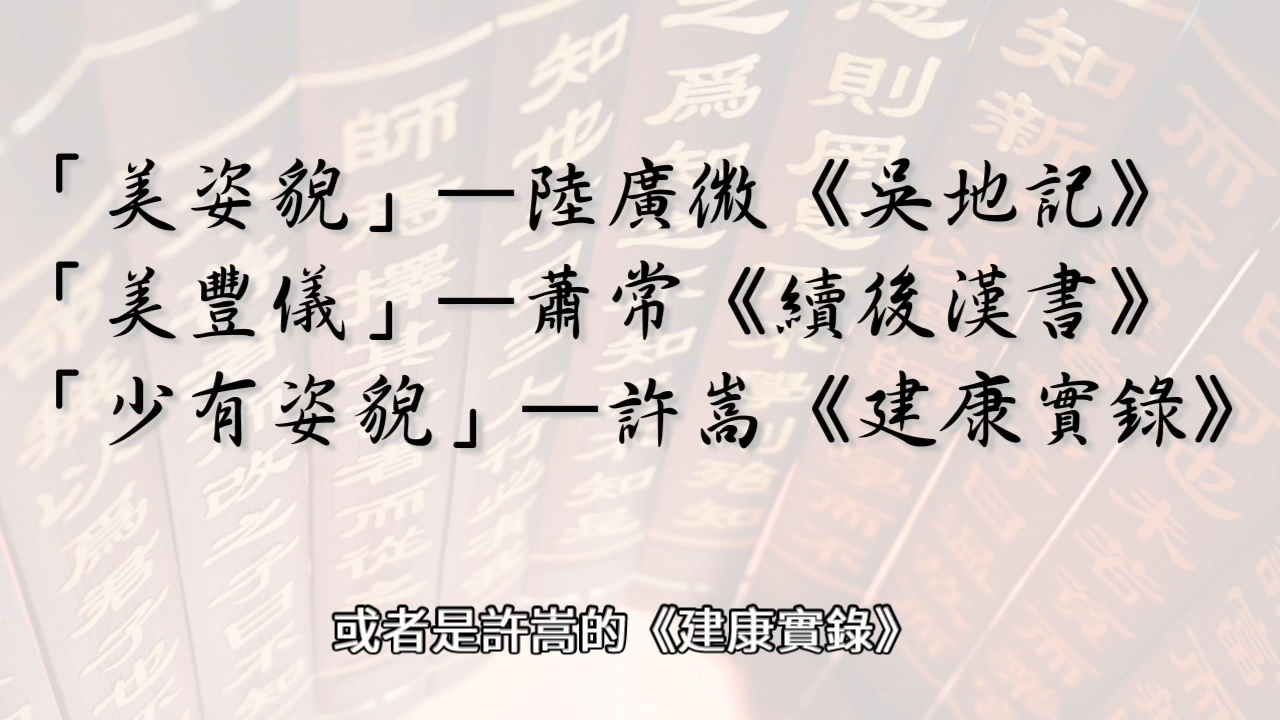 「美姿貌」—陸廣微《吳地記》
「美豐儀」—蕭常《續後漢書》
「少有姿貌」—許嵩《建康實錄》
或者是許嵩的《建康實錄》